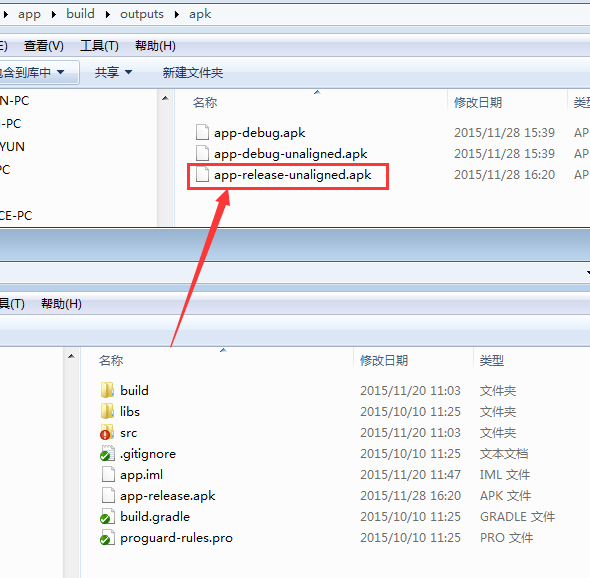 app build outputs apk
E) 查看(V) 工具(T) 帮助(H)
含到库中 共享 新建文件夹
N-PC
-PC
YUN
PC
CE-PC
名称 修改日期 类
app-debug.apk 2015/11/28 15:39 AP
app-debug-unaligned.apk 2015/11/28 15:39 AP
app-release-unaligned.apk 2015/11/28 16:20 AP
具(T) 帮助(H)
名称 修改日期 类型
build 2015/11/20 11:03 文件夹
libs 2015/10/10 11:25 文件夹
src 2015/11/20 11:03 文件夹
.gitignore 2015/10/10 11:25 文本文档
app.iml 2015/11/20 11:47 IML 文件
app-release.apk 2015/11/28 16:20 APK 文件
build.gradle 2015/10/10 11:25 GRADLE 文件
proguard-rules.pro 2015/10/10 11:25 PRO 文件